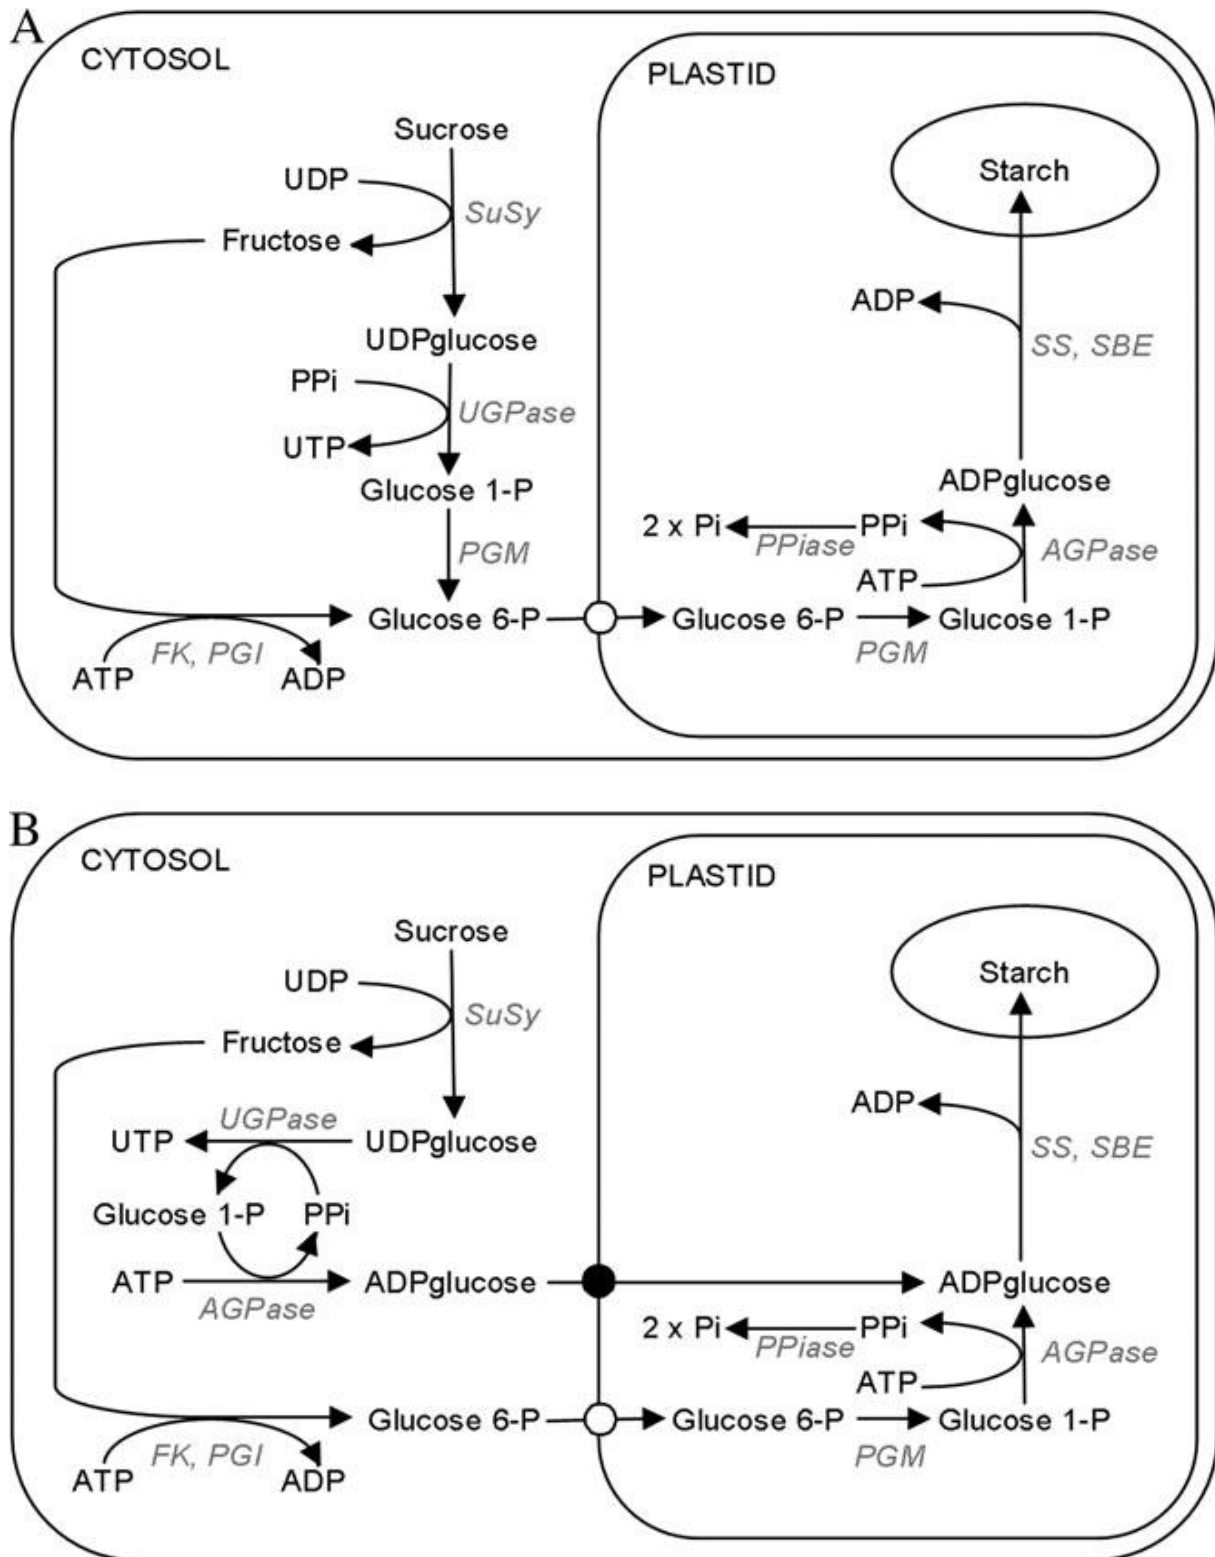 A
CYTOSOL
PLASTID
Sucrose
Starch
UDP
SuSy
Fructose
ADP
UDPglucose
SS, SBE
PPi
UGPase
UTP
Glucose 1-P
ADPglucose
2 x Pi
PPi
PPiase
AGPase
PGM
ATP
Glucose 6-P
Glucose 6-P
Glucose 1-P
FK, PGI
PGM
ATP
ADP
B
CYTOSOL
PLASTID
Sucrose
Starch
UDP
SuSy
Fructose
ADP
UGPase
UTP
UDPglucose
SS, SBE
Glucose 1-P
PPi
ATP
ADPglucose
ADPglucose
AGPase
2 x Pi
PPi
PPiase
AGPase
ATP
Glucose 6-P
Glucose 6-P
Glucose 1-P
FK, PGI
PGM
ATP
ADP